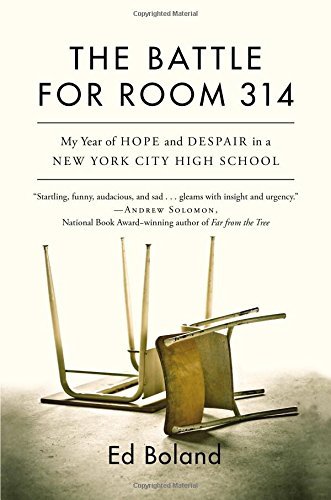 Copyrighted Material
THE BATTLE
FOR ROOM 314
My Year of HOPE and DESPAIR in a
NEW YORK CITY HIGH SCHOOL
“Startling, funny, audacious, and sad . . . gleams with insight and urgency.”
—ANDREW SOLOMON,
National Book Award–winning author of Far from the Tree
Ed Boland
Copyrighted Material